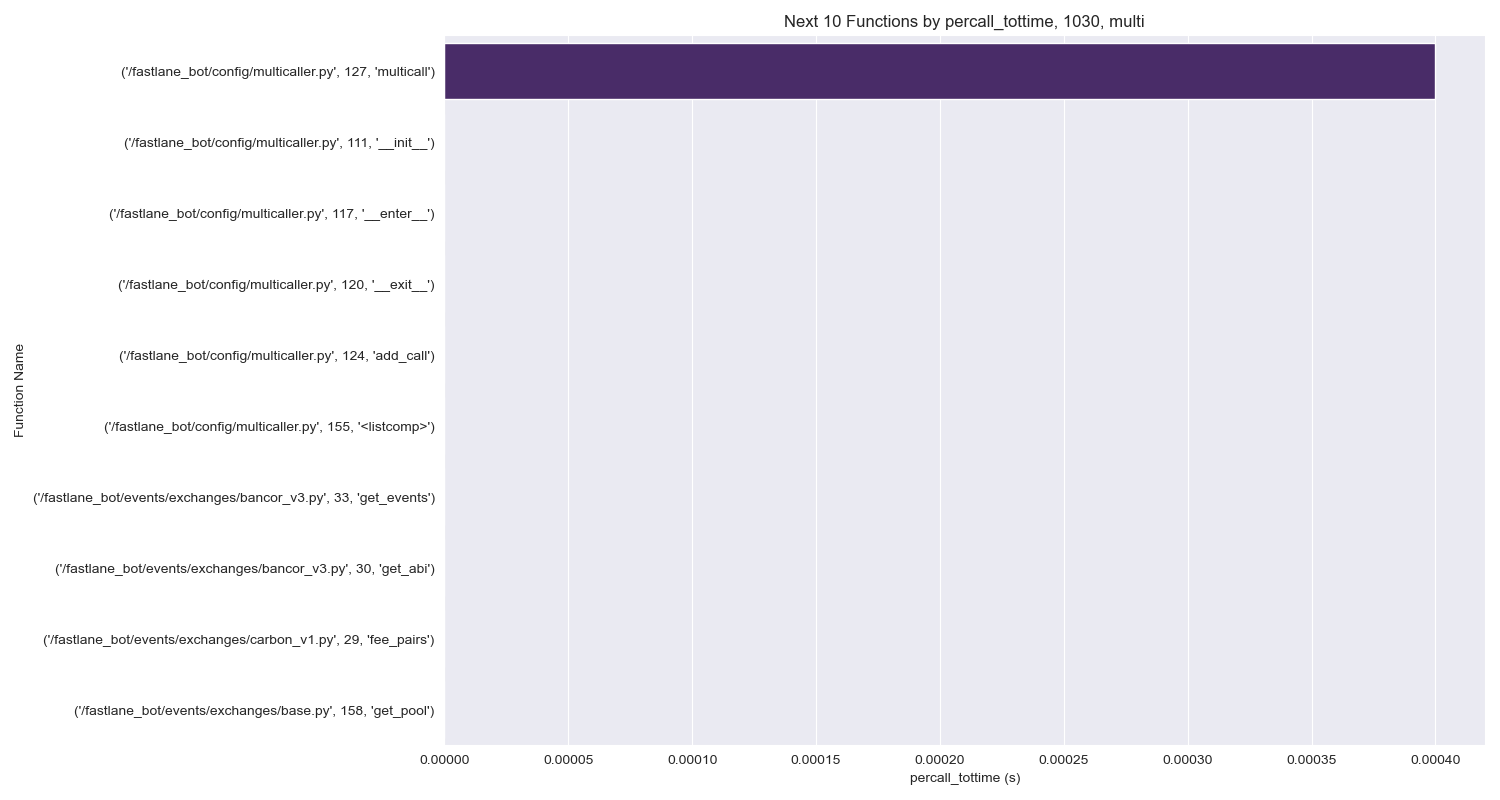 Next 10 Functions by percall_tottime, 1030, multi
('/fastlane_bot/config/multicaller.py', 127, 'multicall')
('/fastlane_bot/config/multicaller.py', 111, '__init__')
('/fastlane_bot/config/multicaller.py', 117, '__enter__')
('/fastlane_bot/config/multicaller.py', 120, '__exit__')
('/fastlane_bot/config/multicaller.py', 124, 'add_call')
('/fastlane_bot/config/multicaller.py', 155, '<listcomp>')
('/fastlane_bot/events/exchanges/bancor_v3.py', 33, 'get_events')
('/fastlane_bot/events/exchanges/bancor_v3.py', 30, 'get_abi')
('/fastlane_bot/events/exchanges/carbon_v1.py', 29, 'fee_pairs')
('/fastlane_bot/events/exchanges/base.py', 158, 'get_pool')
Function Name
0.00000 0.00005 0.00010 0.00015 0.00020 0.00025 0.00030 0.00035 0.00040
percall_tottime (s)